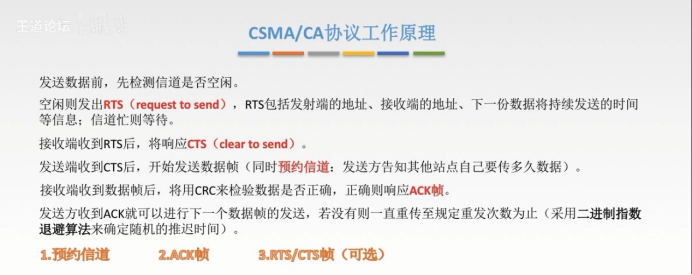 王道论坛
CSMA/CA协议工作原理
发送数据前，先检测信道是否空闲。
空闲则发出RTS（request to send），RTS包括发射端的地址、接收端的地址、下一份数据将持续发送的时间
等信息；信道忙则等待。
接收端收到RTS后，将响应CTS（clear to send）。
发送端收到CTS后，开始发送数据帧（同时预约信道：发送方告知其他站点自己要传多久数据）。
接收端收到数据帧后，将用CRC来检验数据是否正确，正确则响应ACK帧。
发送方收到ACK就可以进行下一个数据帧的发送，若没有则一直重传至规定重发次数为止（采用二进制指数
退避算法来确定随机的推迟时间）。
1.预约信道 2.ACK帧 3.RTS/CTS帧（可选）